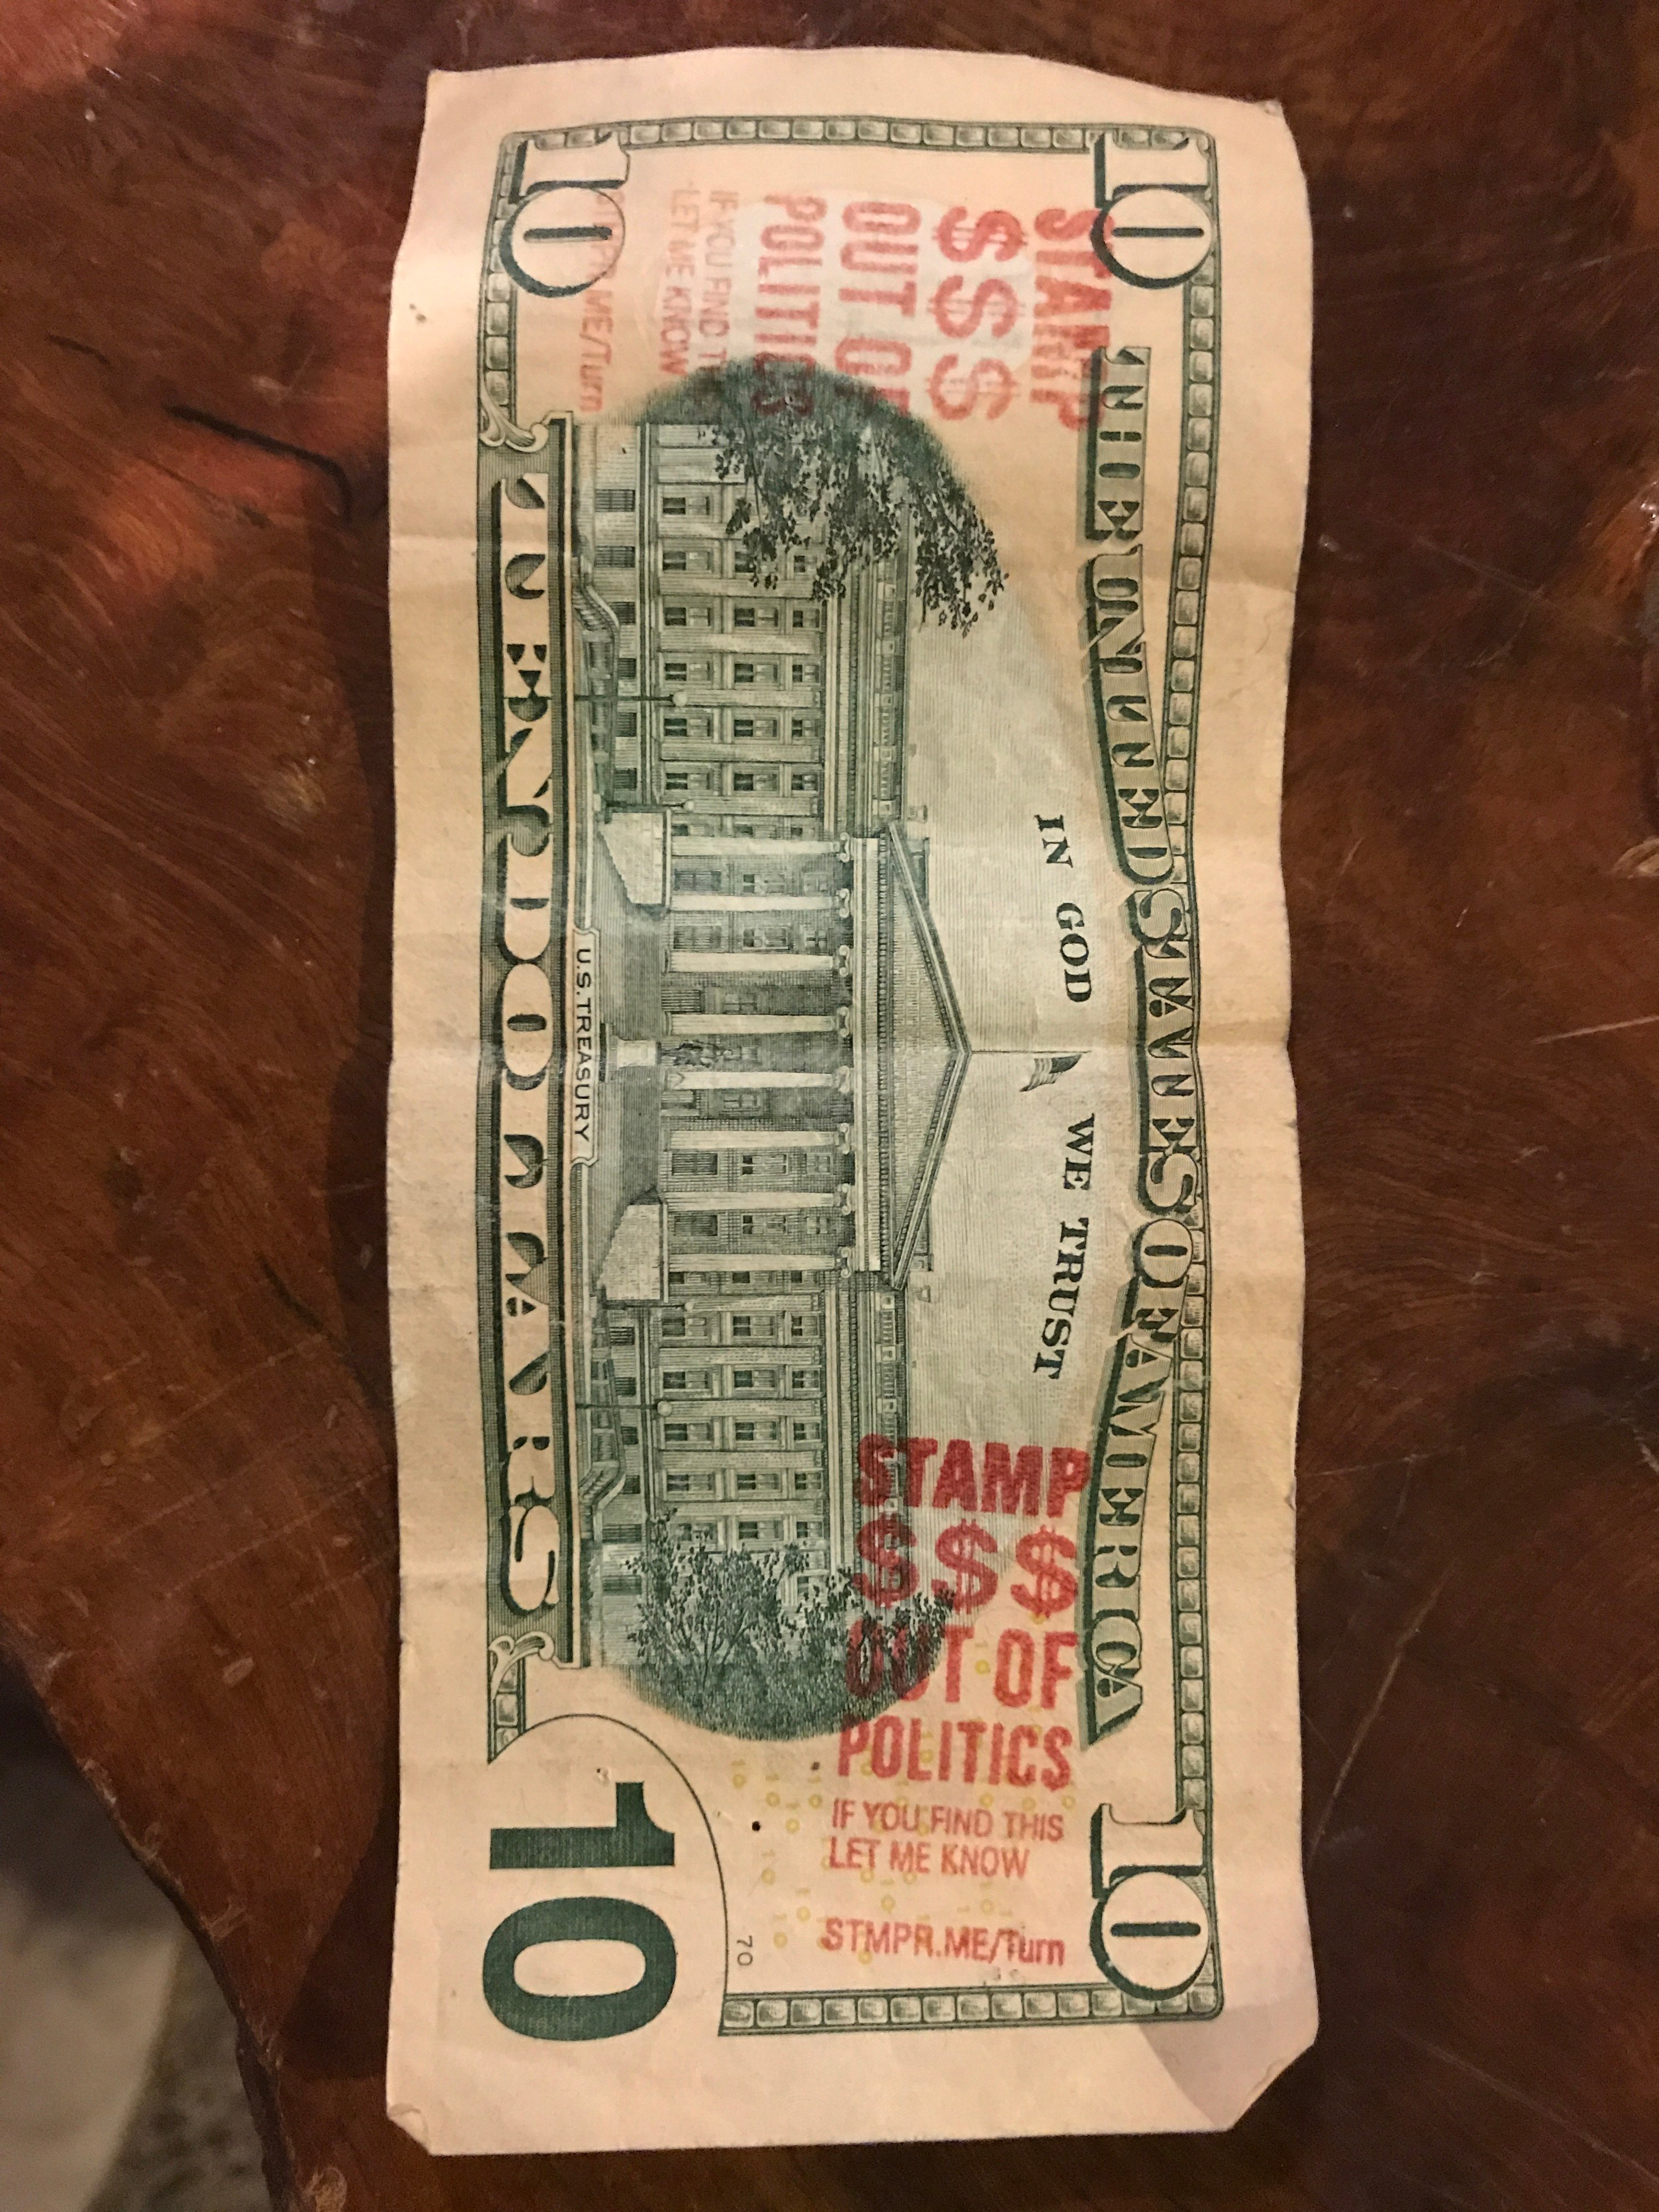 10
10
THE UNITED STATES OF AMERICA
IN GOD WE TRUST
STAMP
$$$
OUT OF
POLITICS
IF YOU FIND
LET ME KNOW
ME/Turn
STAMP
$$$
OUT OF
POLITICS
IF YOU FIND THIS
LET ME KNOW
STMPR.ME/Turn
U.S. TREASURY
10
TEN DOLLARS
70
10